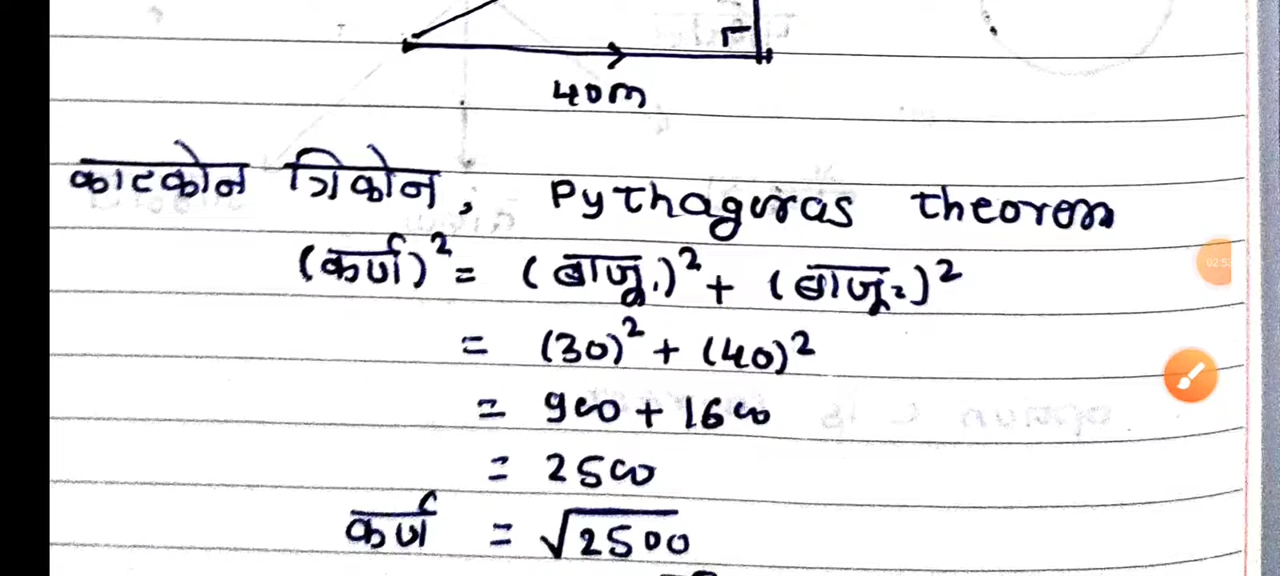 40m
काटकोन त्रिकोन, Pythagoras theorem
(कर्ण)² = (बाजू₁)² + (बाजू₂)²
= (30)² + (40)²
= 900 + 1600
= 2500
कर्ण = √2500